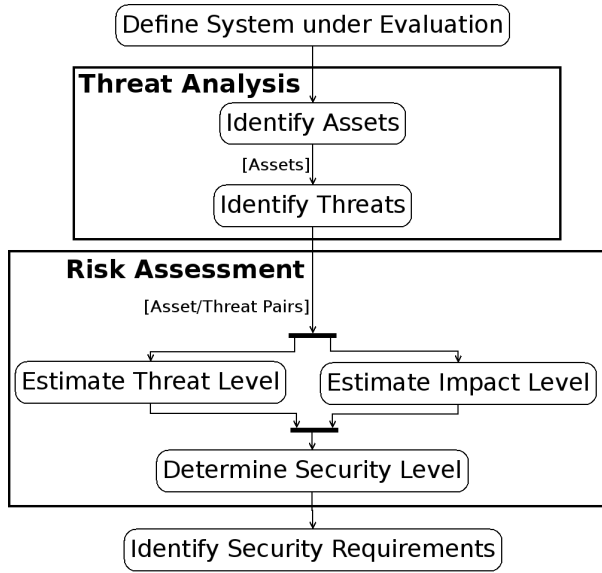 Define System under Evaluation
Threat Analysis
Identify Assets
[Assets]
Identify Threats
Risk Assessment
[Asset/Threat Pairs]
Estimate Threat Level
Estimate Impact Level
Determine Security Level
Identify Security Requirements